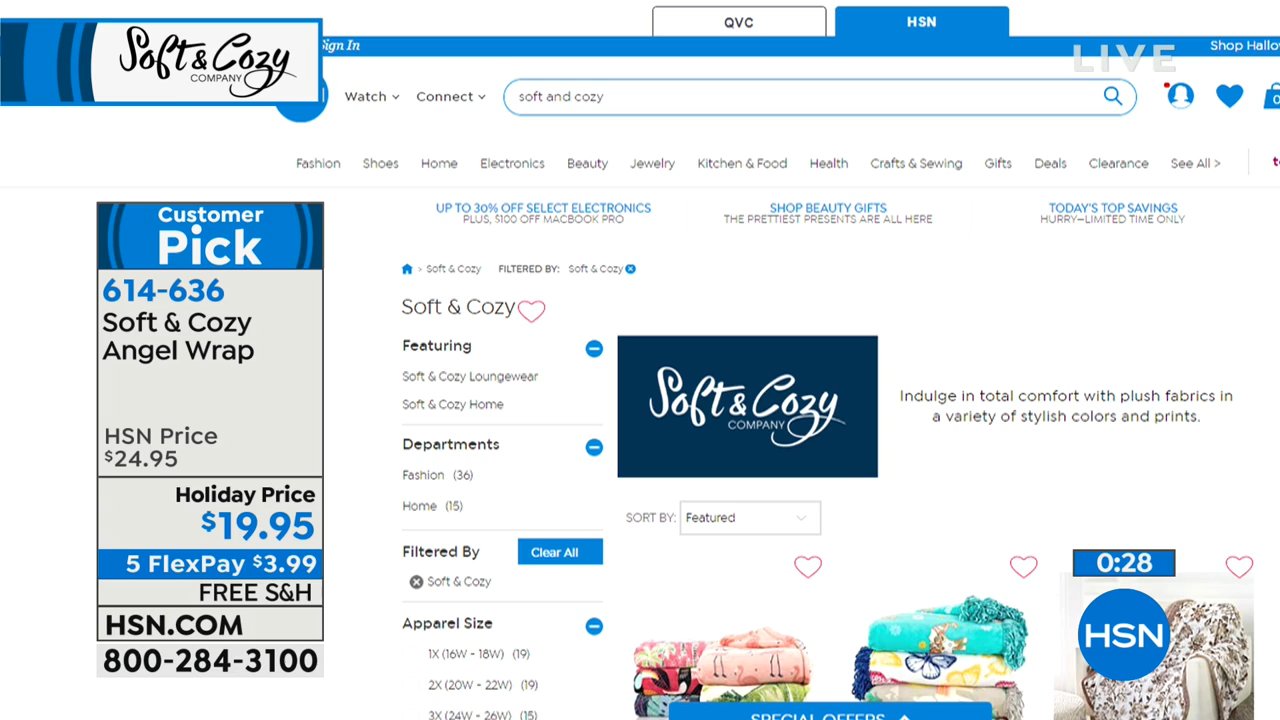 QVC
HSN
Sign In
LIVE
Shop Hallo
Soft & Cozy
COMPANY
Watch
Connect
soft and cozy
0
Fashion
Shoes
Home
Electronics
Beauty
Jewelry
Kitchen & Food
Health
Crafts & Sewing
Gifts
Deals
Clearance
See All >
UP TO 30% OFF SELECT ELECTRONICS
PLUS, $100 OFF MACBOOK PRO
SHOP BEAUTY GIFTS
THE PRETTIEST PRESENTS ARE ALL HERE
TODAY'S TOP SAVINGS
HURRY—LIMITED TIME ONLY
Customer
Pick
614-636
Soft & Cozy
Angel Wrap
HSN Price
$24.95
Holiday Price
$19.95
5 FlexPay $3.99
FREE S&H
HSN.COM
800-284-3100
> Soft & Cozy FILTERED BY: Soft & Cozy
Soft & Cozy
Featuring
Soft & Cozy Loungewear
Soft & Cozy Home
Departments
Fashion (36)
Home (15)
Filtered By
Clear All
Soft & Cozy
Apparel Size
1X (16W - 18W) (19)
2X (20W - 22W) (19)
3X (24W - 26W) (15)
Soft & Cozy
COMPANY
Indulge in total comfort with plush fabrics in
a variety of stylish colors and prints.
SORT BY: Featured
0:28
HSN
SPECIAL OFFERS